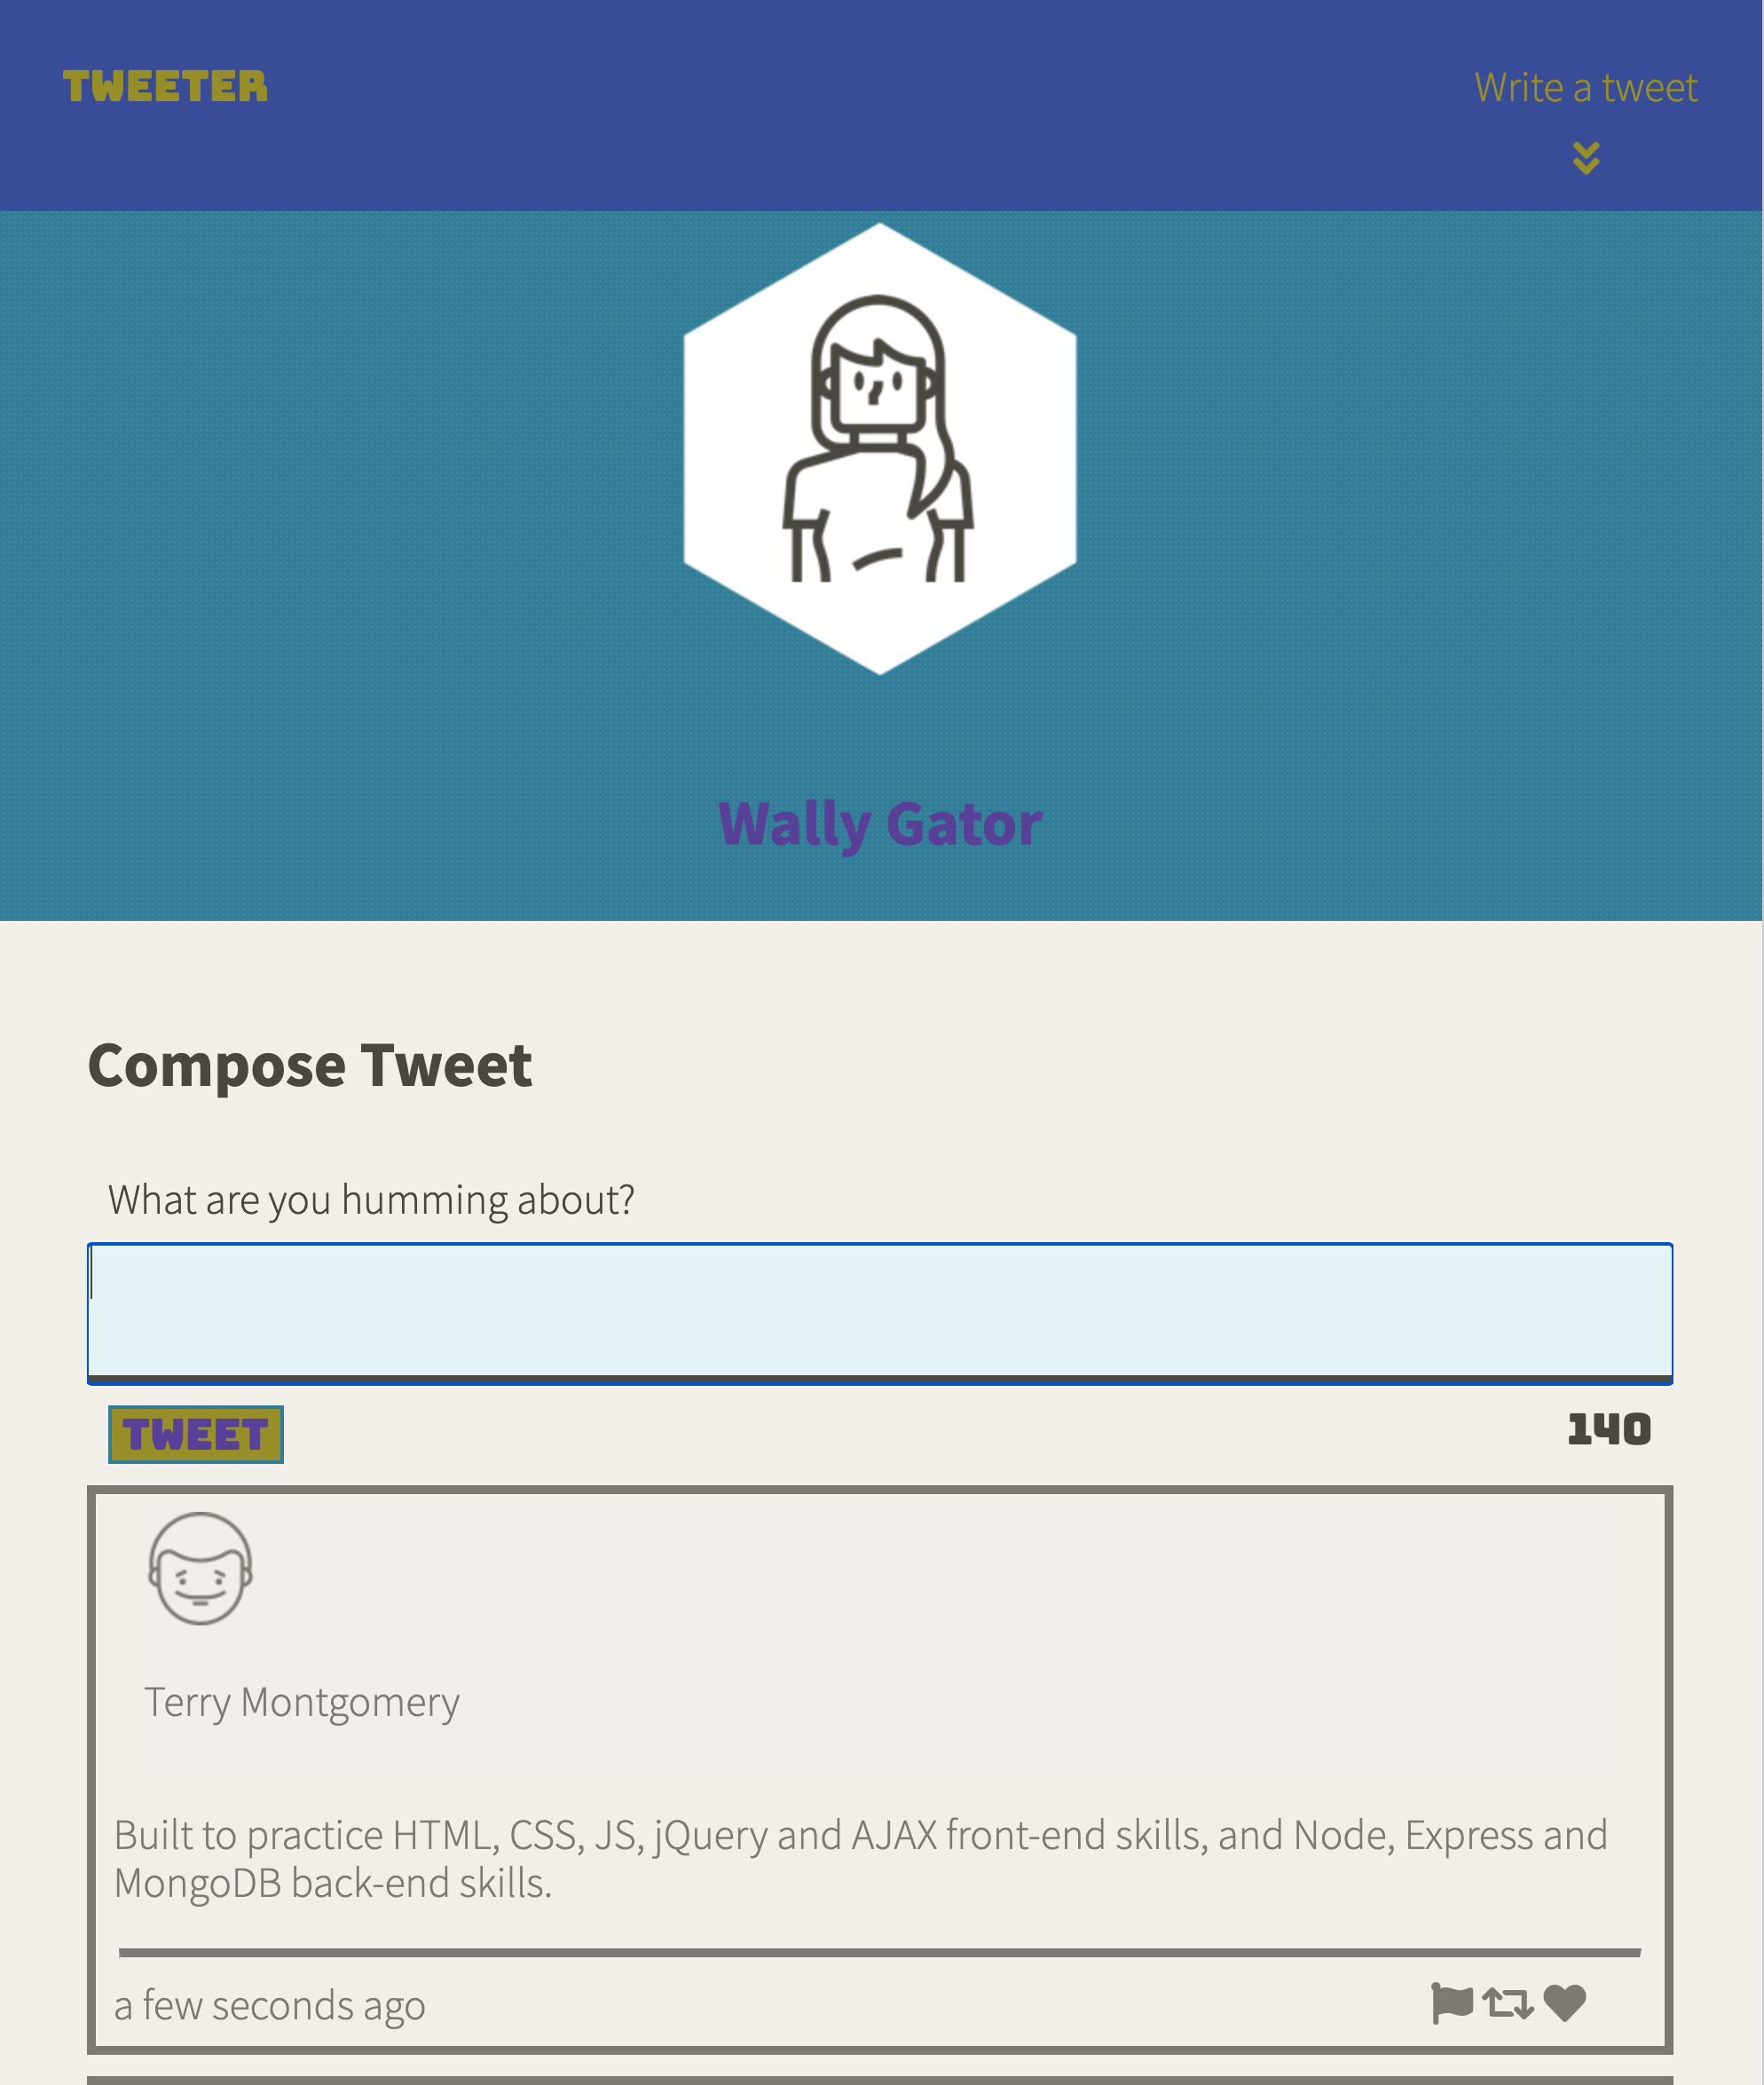 TWEETER
Write a tweet
Wally Gator
Compose Tweet
What are you humming about?
TWEET
140
Terry Montgomery
Built to practice HTML, CSS, JS, jQuery and AJAX front-end skills, and Node, Express and
MongoDB back-end skills.
a few seconds ago